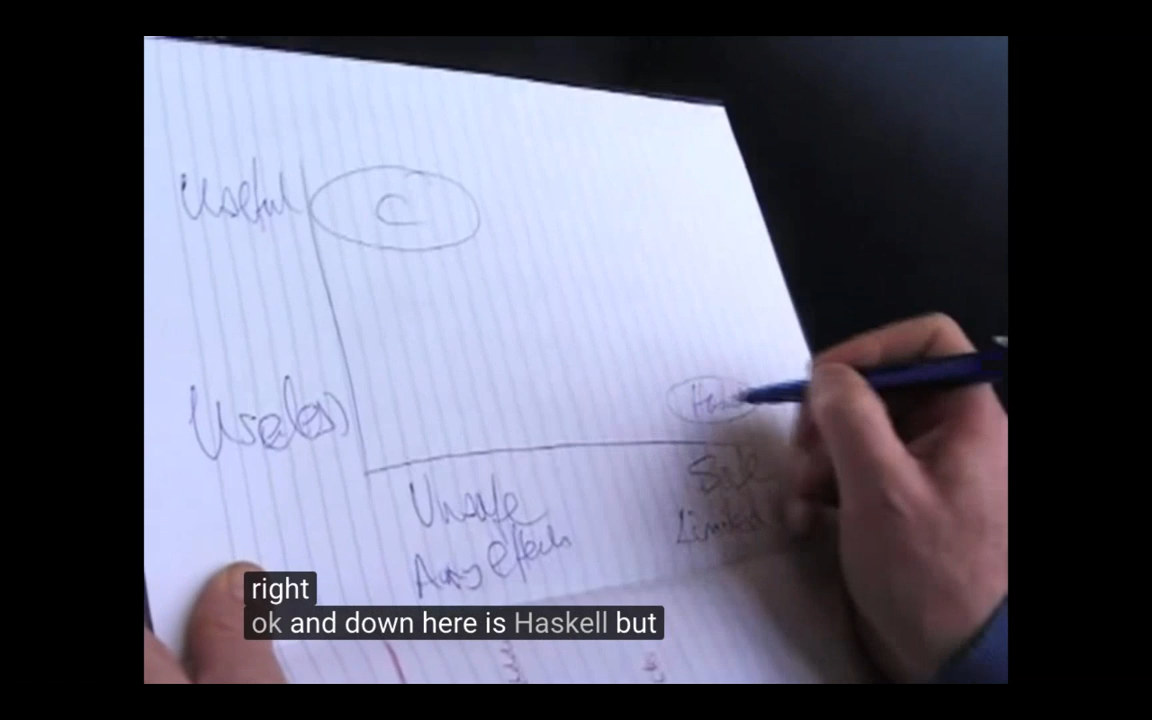 Useful
C
Useless
Unsafe
Any effects
Safe
Limited
right
ok and down here is Haskell but